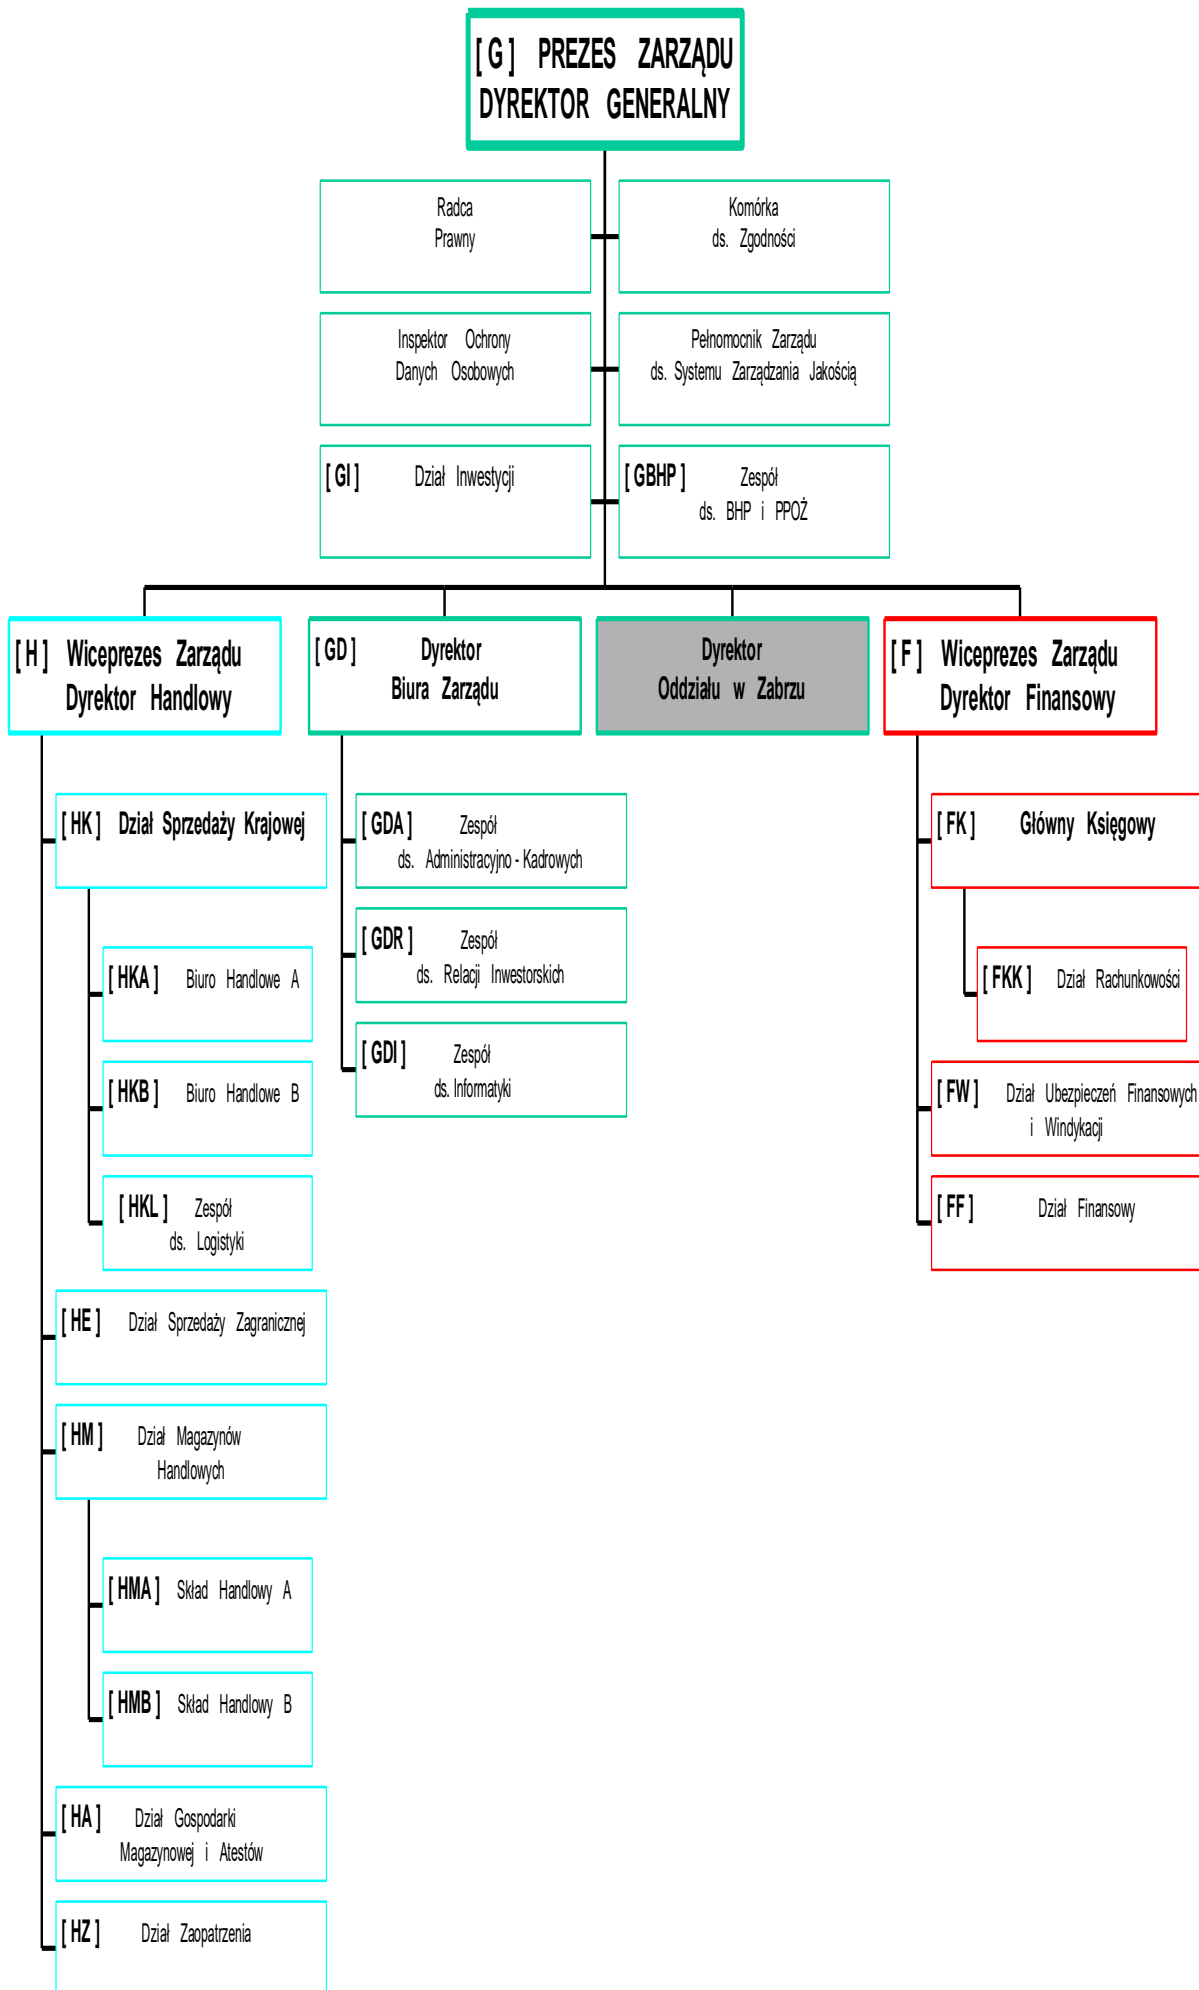 [ G ] PREZES ZARZĄDU
DYREKTOR GENERALNY
Radca
Prawny
Komórka
ds. Zgodności
Inspektor Ochrony
Danych Osobowych
Pełnomocnik Zarządu
ds. Systemu Zarządzania Jakością
[ GI ] Dział Inwestycji
[ GBHP ] Zespół
ds. BHP i PPOŻ
[ H ] Wiceprezes Zarządu
Dyrektor Handlowy
[ GD ] Dyrektor
Biura Zarządu
Dyrektor
Oddziału w Zabrzu
[ F ] Wiceprezes Zarządu
Dyrektor Finansowy
[ HK ] Dział Sprzedaży Krajowej
[ HKA ] Biuro Handlowe A
[ HKB ] Biuro Handlowe B
[ HKL ] Zespół
ds. Logistyki
[ HE ] Dział Sprzedaży Zagranicznej
[ HM ] Dział Magazynów
Handlowych
[ HMA ] Skład Handlowy A
[ HMB ] Skład Handlowy B
[ HA ] Dział Gospodarki
Magazynowej i Atestów
[ HZ ] Dział Zaopatrzenia
[ GDA ] Zespół
ds. Administracyjno - Kadrowych
[ GDR ] Zespół
ds. Relacji Inwestorskich
[ GDI ] Zespół
ds. Informatyki
[ FK ] Główny Księgowy
[ FKK ] Dział Rachunkowości
[ FW ] Dział Ubezpieczeń Finansowych
i Windykacji
[ FF ] Dział Finansowy